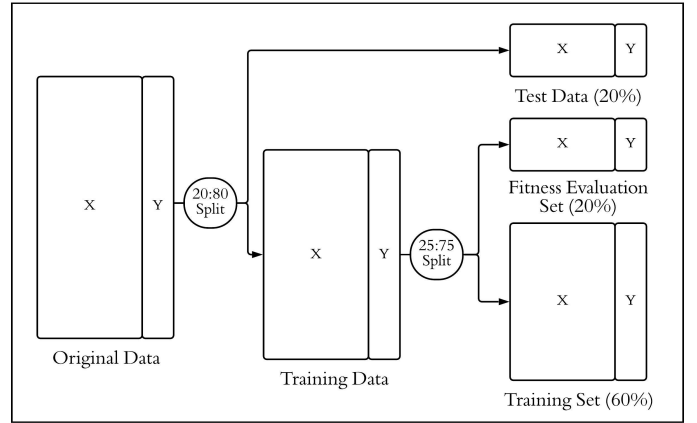 X
Y
Original Data
20:80
Split
X
Y
Training Data
25:75
Split
X
Y
Test Data (20%)
X
Y
Fitness Evaluation
Set (20%)
X
Y
Training Set (60%)